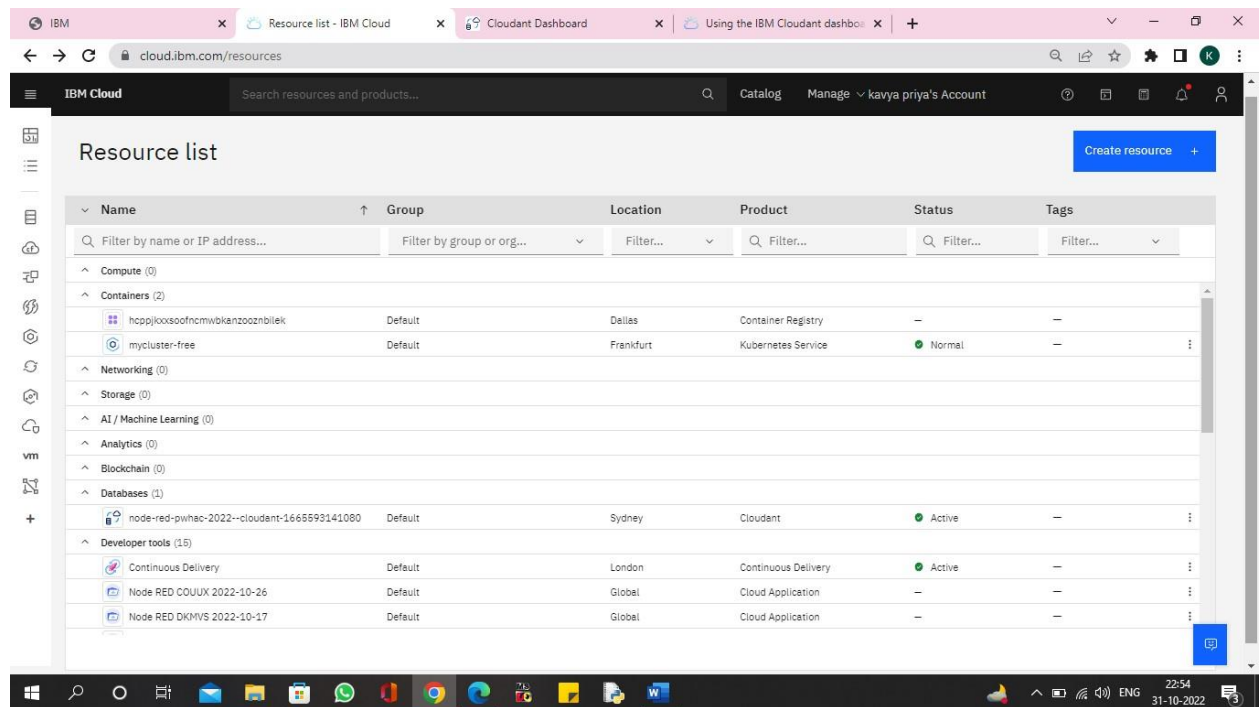 IBM
Resource list - IBM Cloud
Cloudant Dashboard
Using the IBM Cloudant dashboa
cloud.ibm.com/resources
K
IBM Cloud
Search resources and products...
Catalog
Manage
kavya priya's Account
Resource list
Create resource +
Name Group Location Product Status Tags
Filter by name or IP address... Filter by group or org... Filter... Filter... Filter... Filter...
Compute (0)
Containers (2)
hcppjkxxsoofncmwbkanzooznbilek Default Dallas Container Registry – –
mycluster-free Default Frankfurt Kubernetes Service Normal –
Networking (0)
Storage (0)
AI / Machine Learning (0)
Analytics (0)
Blockchain (0)
vm
Databases (1)
node-red-pwhac-2022--cloudant-1665593141080 Default Sydney Cloudant Active –
Developer tools (15)
Continuous Delivery Default London Continuous Delivery Active –
Node RED COUUX 2022-10-26 Default Global Cloud Application – –
Node RED DKMVS 2022-10-17 Default Global Cloud Application – –
ENG
22:54
31-10-2022
3